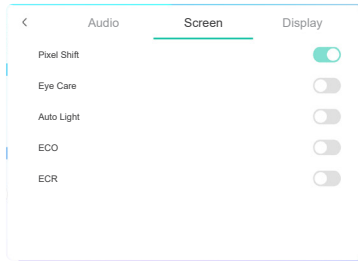 Audio Screen Display
Pixel Shift
Eye Care
Auto Light
ECO
ECR